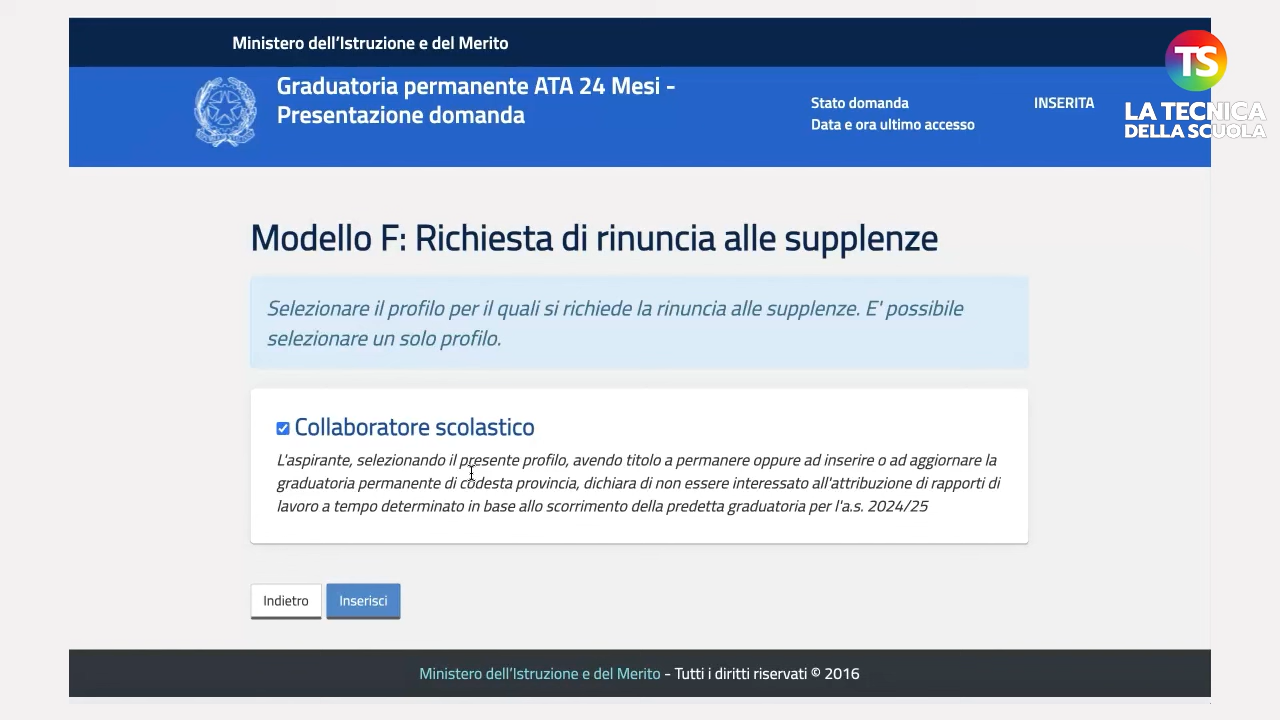 Ministero dell'Istruzione e del Merito
Graduatoria permanente ATA 24 Mesi -
Presentazione domanda
Stato domanda
INSERITA
Data e ora ultimo accesso
TS
LA TECNICA
DELLA SCUOLA
Modello F: Richiesta di rinuncia alle supplenze
Selezionare il profilo per il quali si richiede la rinuncia alle supplenze. E' possibile
selezionare un solo profilo.
Collaboratore scolastico
L'aspirante, selezionando il presente profilo, avendo titolo a permanere oppure ad inserire o ad aggiornare la
graduatoria permanente di codesta provincia, dichiara di non essere interessato all'attribuzione di rapporti di
lavoro a tempo determinato in base allo scorrimento della predetta graduatoria per l'a.s. 2024/25
Indietro
Inserisci
Ministero dell'Istruzione e del Merito - Tutti i diritti riservati © 2016